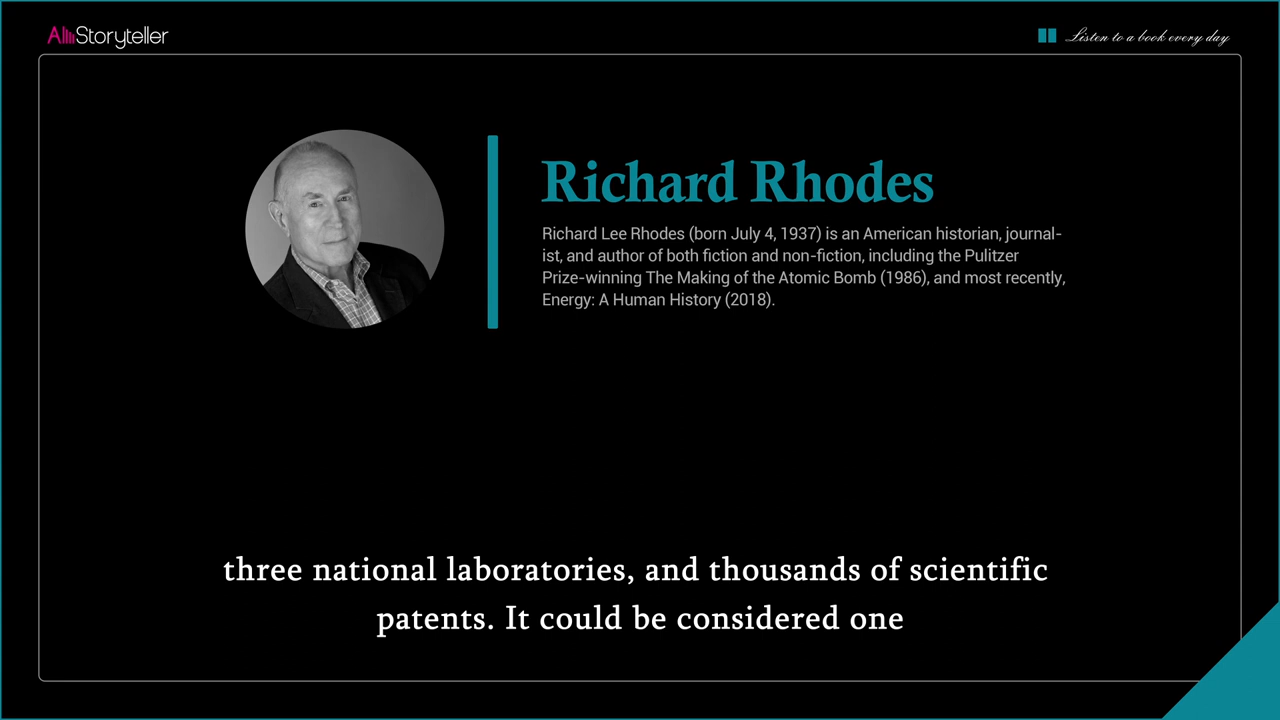 AllStoryteller
Listen to a book every day
Richard Rhodes
Richard Lee Rhodes (born July 4, 1937) is an American historian, journal-
ist, and author of both fiction and non-fiction, including the Pulitzer
Prize-winning The Making of the Atomic Bomb (1986), and most recently,
Energy: A Human History (2018).
three national laboratories, and thousands of scientific
patents. It could be considered one